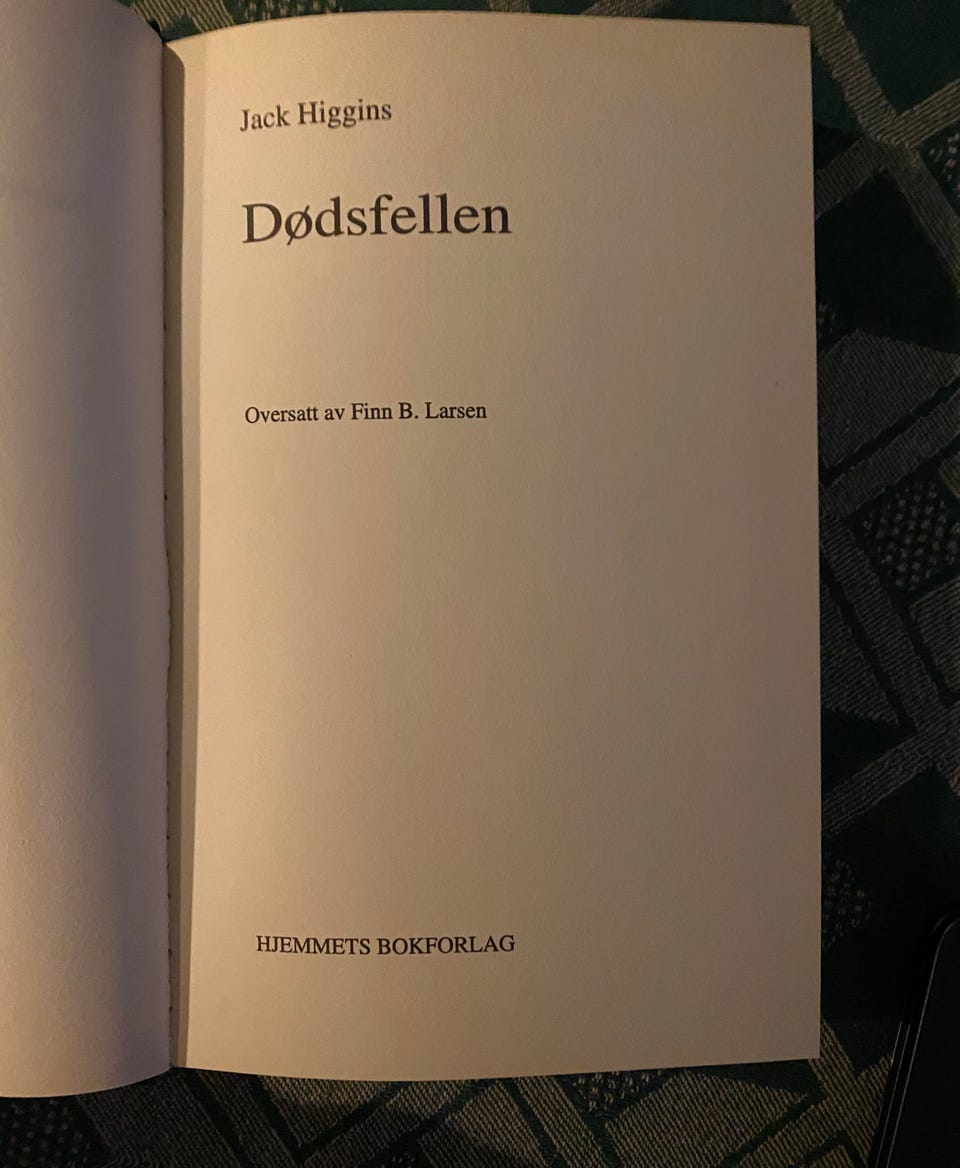 Jack Higgins
Dødsfellen
Oversatt av Finn B. Larsen
HJEMMETS BOKFORLAG